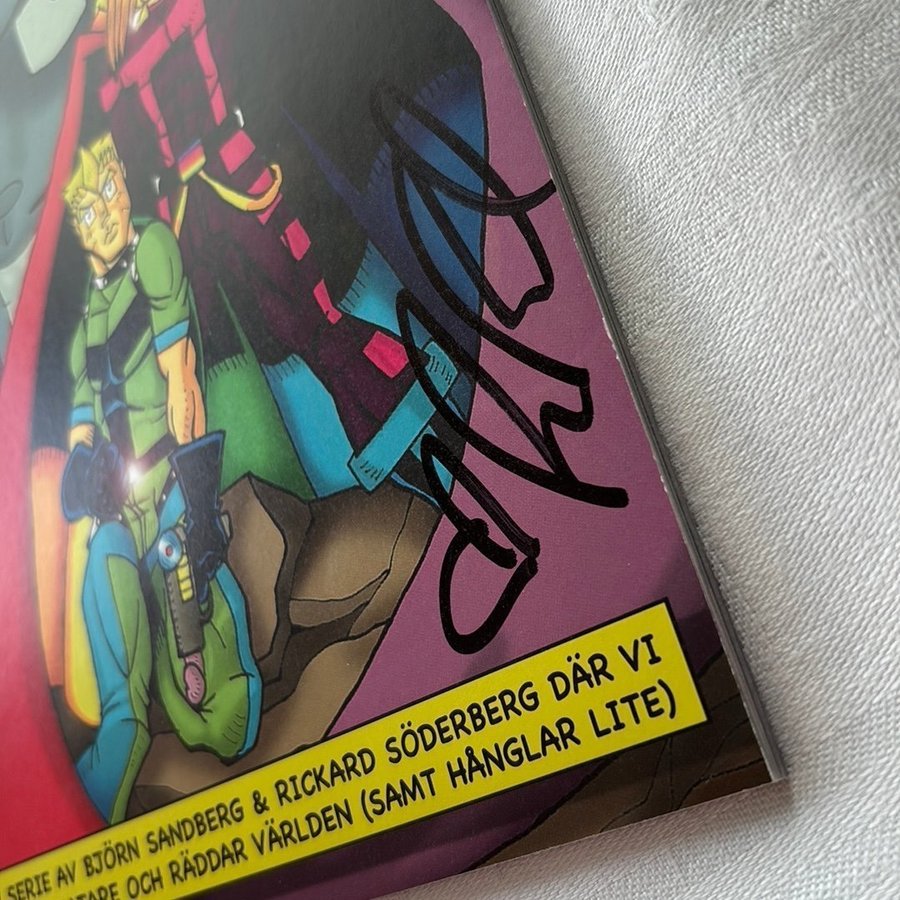 SERIE AV BJÖRN SANDBERG & RICKARD SÖDERBERG DÄR VI
OCH RÄDDAR VÄRLDEN (SAMT HÅNGLAR LITE)